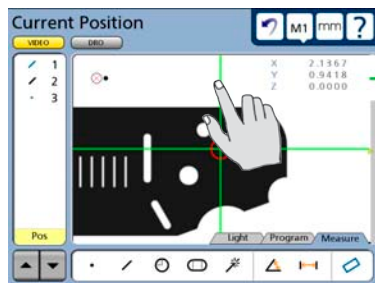 Current Position
M1 mm ?
VIDEO DRO
1
2
3
X 2.1367
Y 0.9418
Z 0.0000
Pos
Light Program Measure